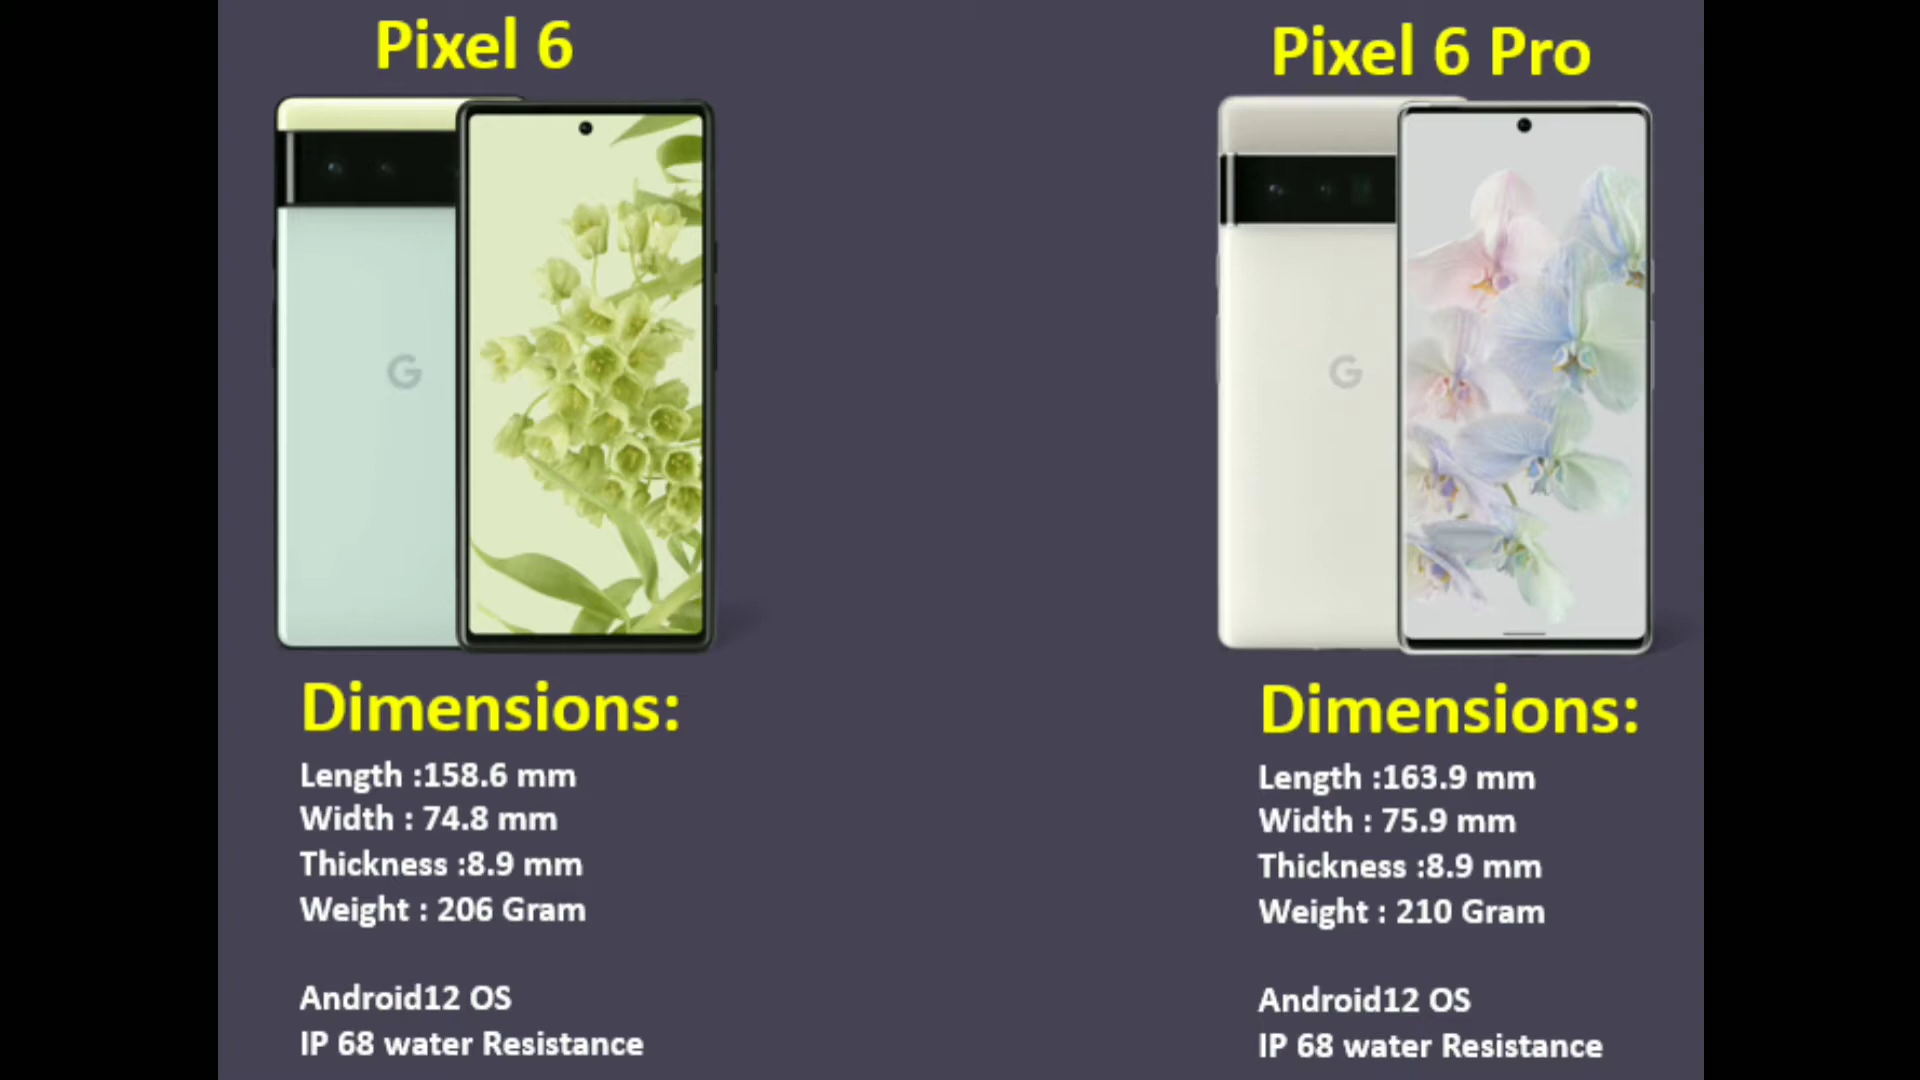 Pixel 6
G
Dimensions:
Length :158.6 mm
Width : 74.8 mm
Thickness :8.9 mm
Weight : 206 Gram
Android12 OS
IP 68 water Resistance
Pixel 6 Pro
G
Dimensions:
Length :163.9 mm
Width : 75.9 mm
Thickness :8.9 mm
Weight : 210 Gram
Android12 OS
IP 68 water Resistance